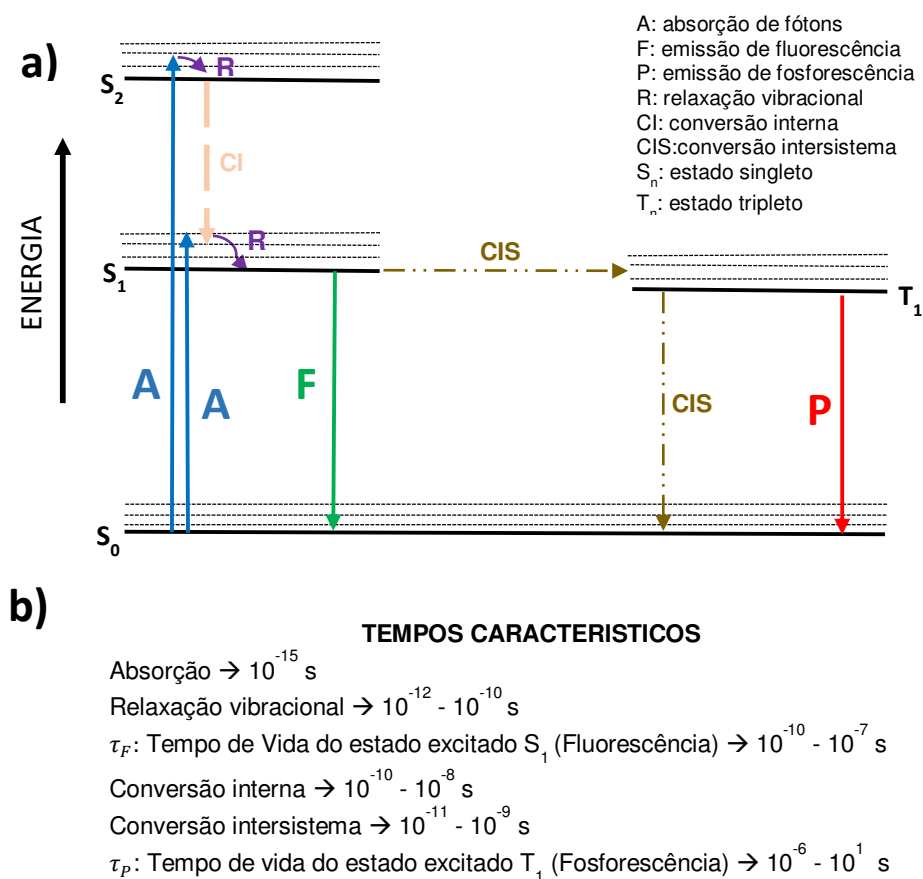 a)
A: absorção de fótons
F: emissão de fluorescência
P: emissão de fosforescência
R: relaxação vibracional
CI: conversão interna
CIS:conversão intersistema
Sₙ: estado singleto
Tₙ: estado tripleto
R
S₂
CI
ENERGIA
R
S₁
CIS
T₁
A
A
F
CIS
P
S₀
b)
TEMPOS CARACTERISTICOS
Absorção → 10⁻¹⁵ s
Relaxação vibracional → 10⁻¹² - 10⁻¹⁰ s
𝜏F: Tempo de Vida do estado excitado S₁ (Fluorescência) → 10⁻¹⁰ - 10⁻⁷ s
Conversão interna → 10⁻¹⁰ - 10⁻⁸ s
Conversão intersistema → 10⁻¹¹ - 10⁻⁹ s
𝜏P: Tempo de vida do estado excitado T₁ (Fosforescência) → 10⁻⁶ - 10¹ s